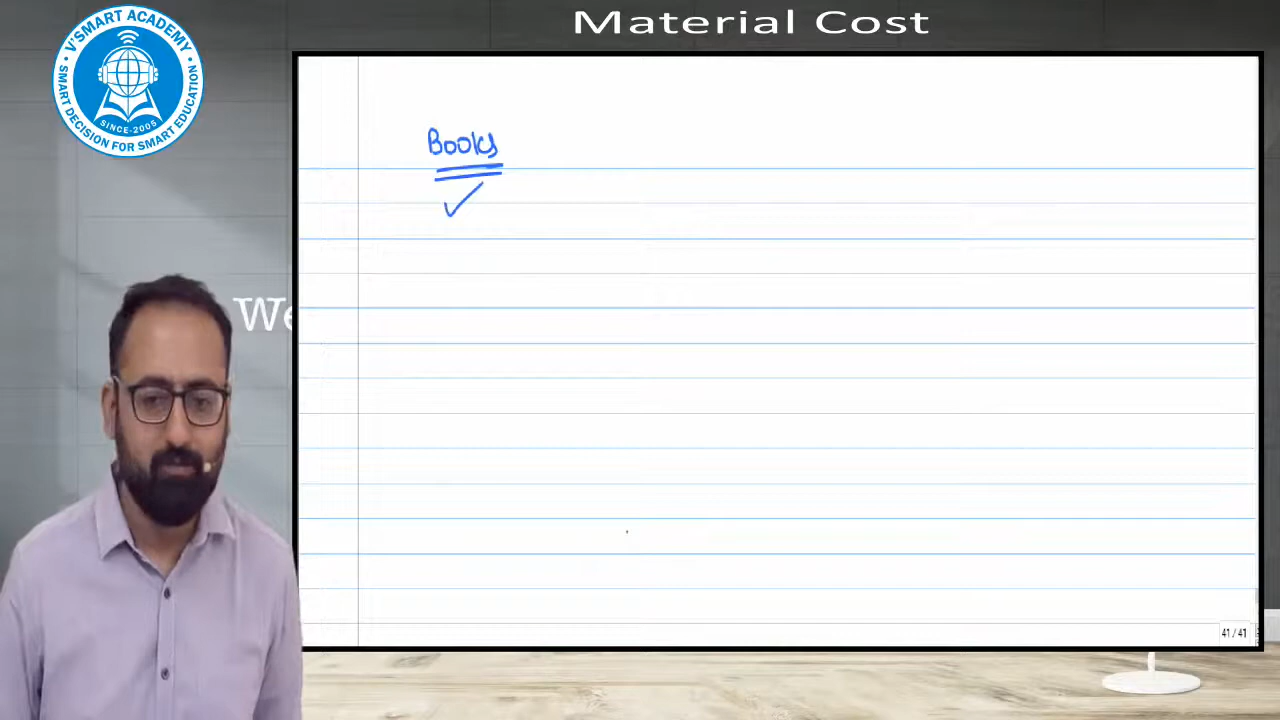 Material Cost
V'SMART ACADEMY
SINCE-2005
SMART DECISION FOR SMART EDUCATION
Books
We
41/41